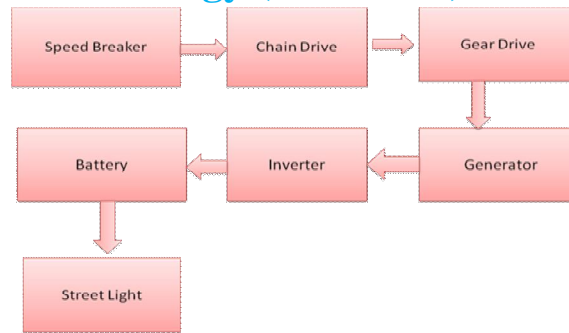 Speed Breaker
Chain Drive
Gear Drive
Generator
Inverter
Battery
Street Light